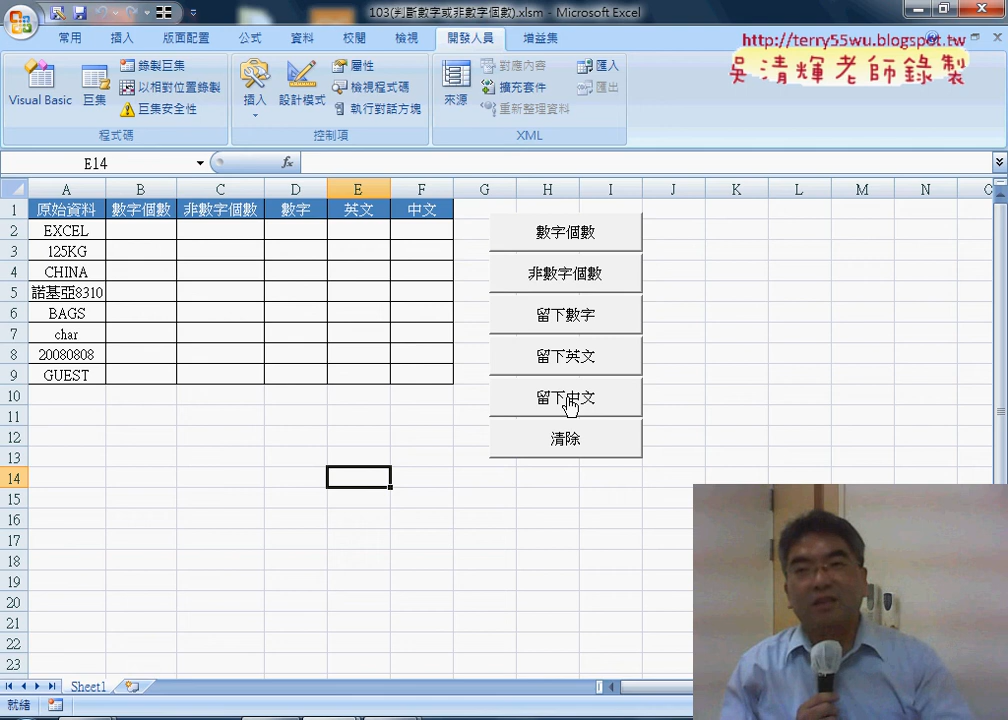 103(判斷數字或非數字個數).xlsm - Microsoft Excel
常用 插入 版面配置 公式 資料 校閱 檢視 開發人員 增益集
http://terry55wu.blogspot.tw
吳清輝老師錄製
Visual Basic
巨集
錄製巨集
以相對位置錄製
巨集安全性
程式碼
插入
設計模式
屬性
檢視程式碼
執行對話方塊
控制項
來源
對應內容
擴充套件
重新整理資料
匯入
匯出
XML
E14
fx
A B C D E F G H I J K L M N
1 原始資料 數字個數 非數字個數 數字 英文 中文
2 EXCEL
3 125KG
4 CHINA
5 諾基亞8310
6 BAGS
7 char
8 20080808
9 GUEST
10
11
12
13
14
15
16
17
18
19
20
21
22
23
數字個數
非數字個數
留下數字
留下英文
留下中文
清除
Sheet1
就緒